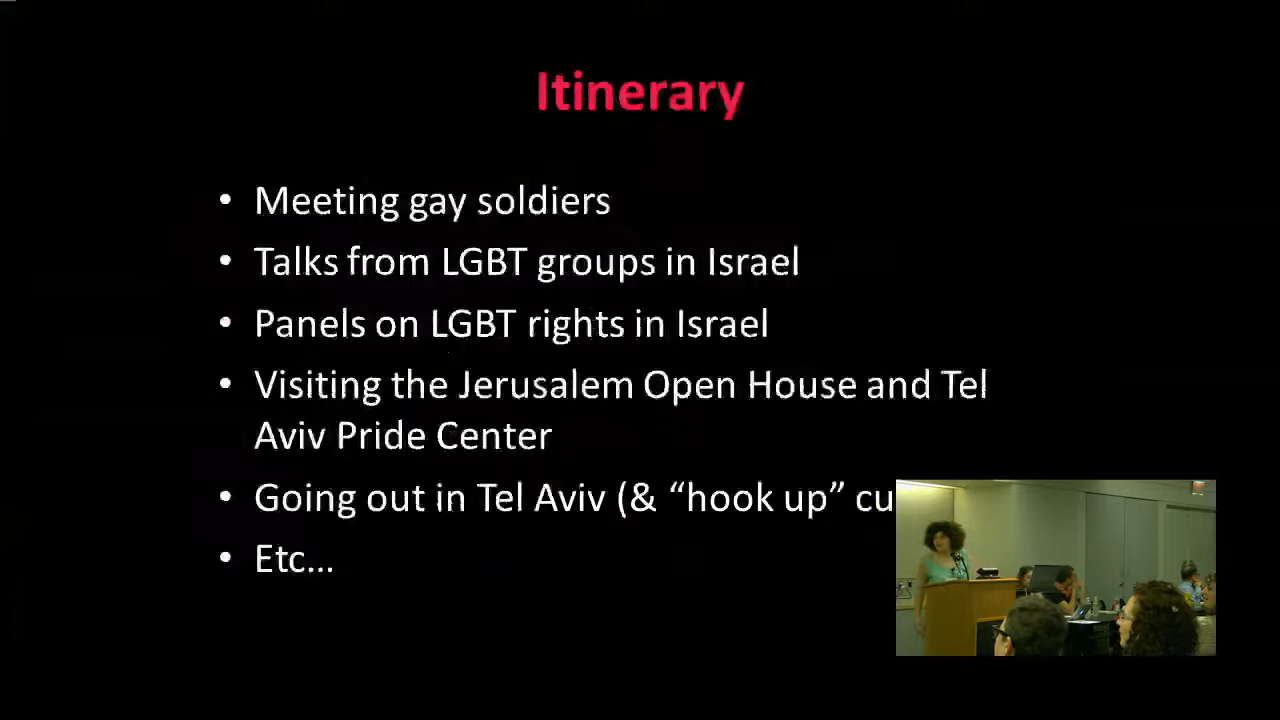 Itinerary
• Meeting gay soldiers
• Talks from LGBT groups in Israel
• Panels on LGBT rights in Israel
• Visiting the Jerusalem Open House and Tel
Aviv Pride Center
• Going out in Tel Aviv (& “hook up” cu
• Etc...